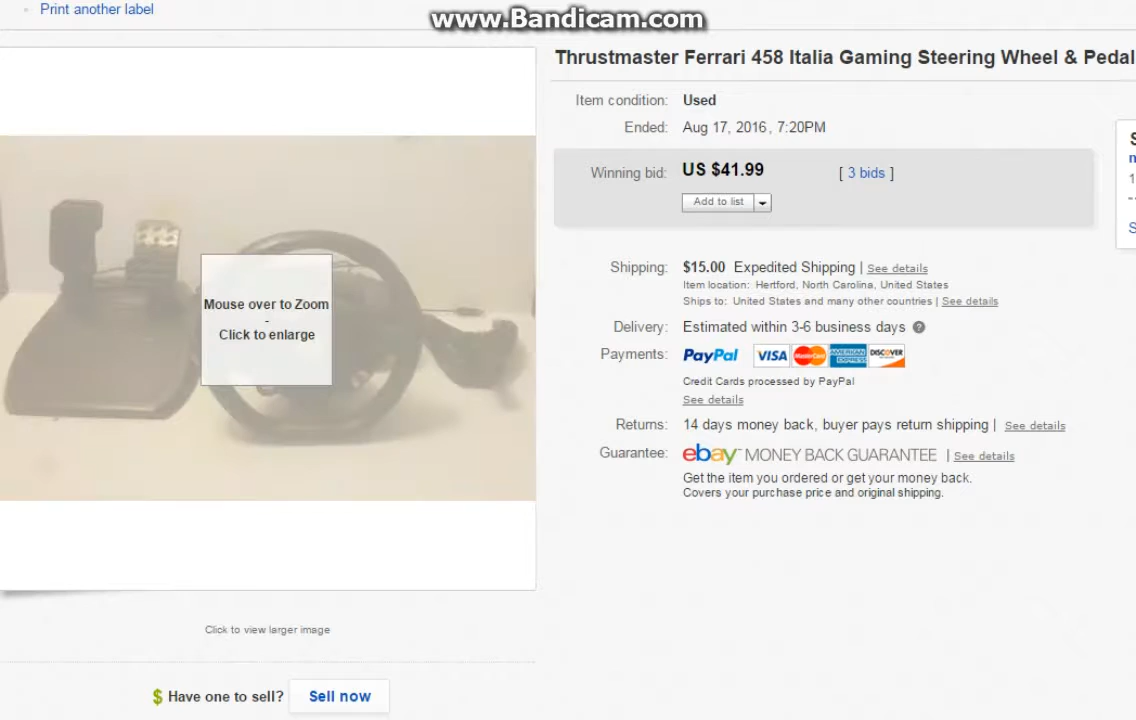 Print another label
www.Bandicam.com
Thrustmaster Ferrari 458 Italia Gaming Steering Wheel & Pedal
Item condition: Used
Ended: Aug 17, 2016, 7:20PM
Winning bid: US $41.99 [ 3 bids ]
Add to list
Shipping: $15.00 Expedited Shipping | See details
Item location: Hertford, North Carolina, United States
Ships to: United States and many other countries | See details
Delivery: Estimated within 3-6 business days ?
Payments: PayPal VISA MasterCard AMERICAN EXPRESS DISCOVER
Credit Cards processed by PayPal
See details
Returns: 14 days money back, buyer pays return shipping | See details
Guarantee: ebay MONEY BACK GUARANTEE | See details
Get the item you ordered or get your money back.
Covers your purchase price and original shipping.
Mouse over to Zoom
-
Click to enlarge
Click to view larger image
$ Have one to sell? Sell now